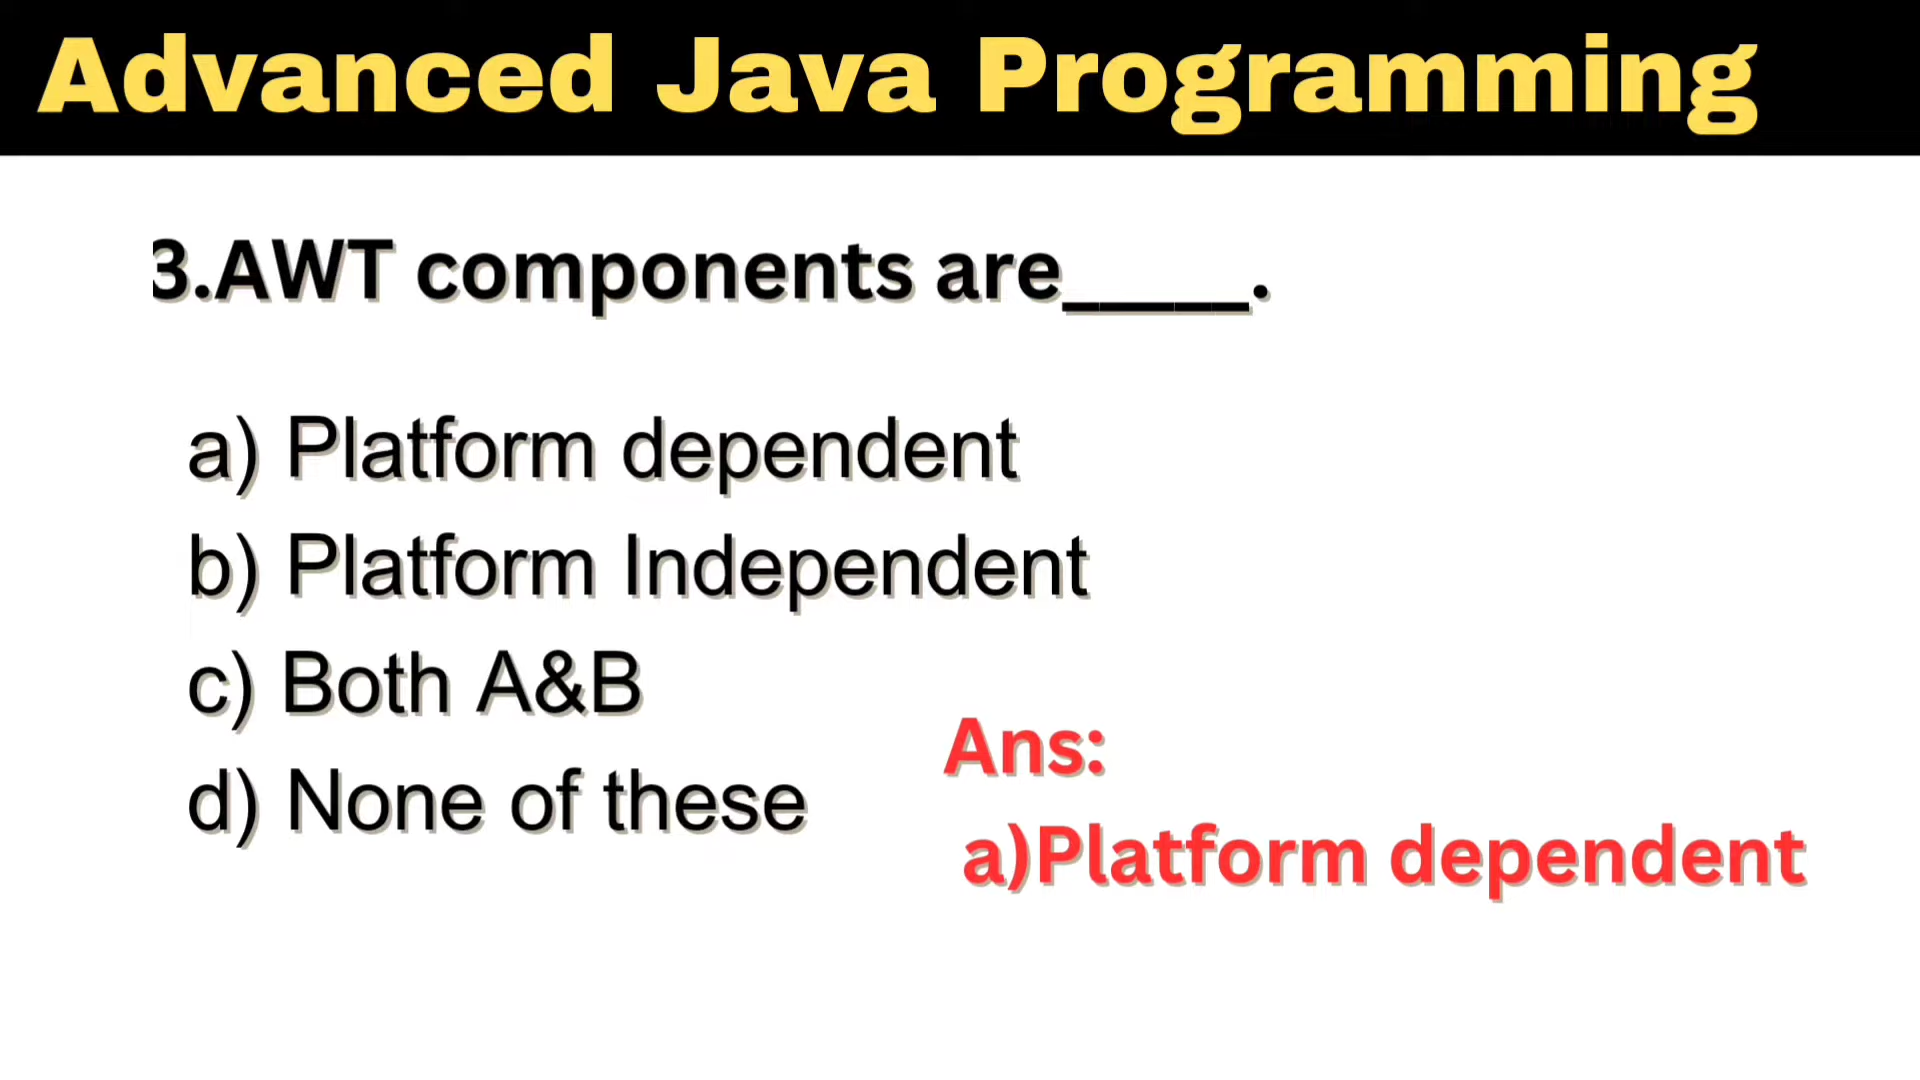 Advanced Java Programming
3.AWT components are_____.
a) Platform dependent
b) Platform Independent
c) Both A&B
d) None of these
Ans:
a)Platform dependent